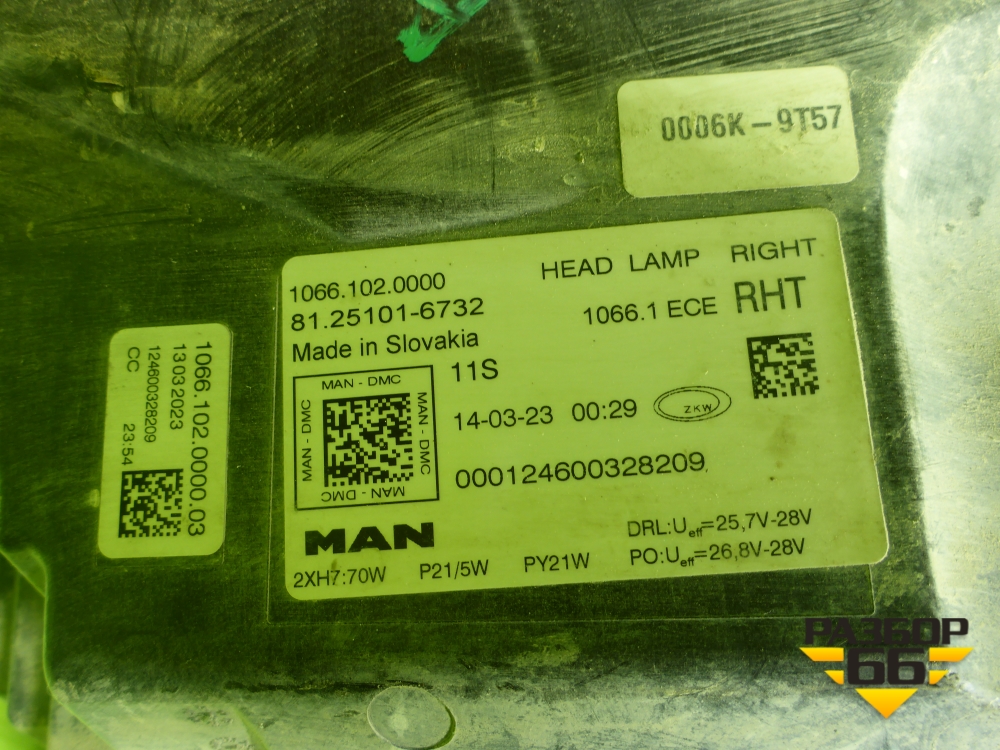 0006K-9T57
1066.102.0000
HEAD LAMP RIGHT
81.25101-6732
1066.1 ECE RHT
Made in Slovakia
11S
MAN - DMC
MAN - DMC
MAN - DMC
MAN - DMC
14-03-23 00:29
ZKW
000124600328209
MAN
DRL:Ueff=25,7V-28V
2XH7:70W P21/5W PY21W PO:Ueff=26,8V-28V
1066.102.0000.03
13032023
124600328209 23:54
CC
РАЗБОР
66